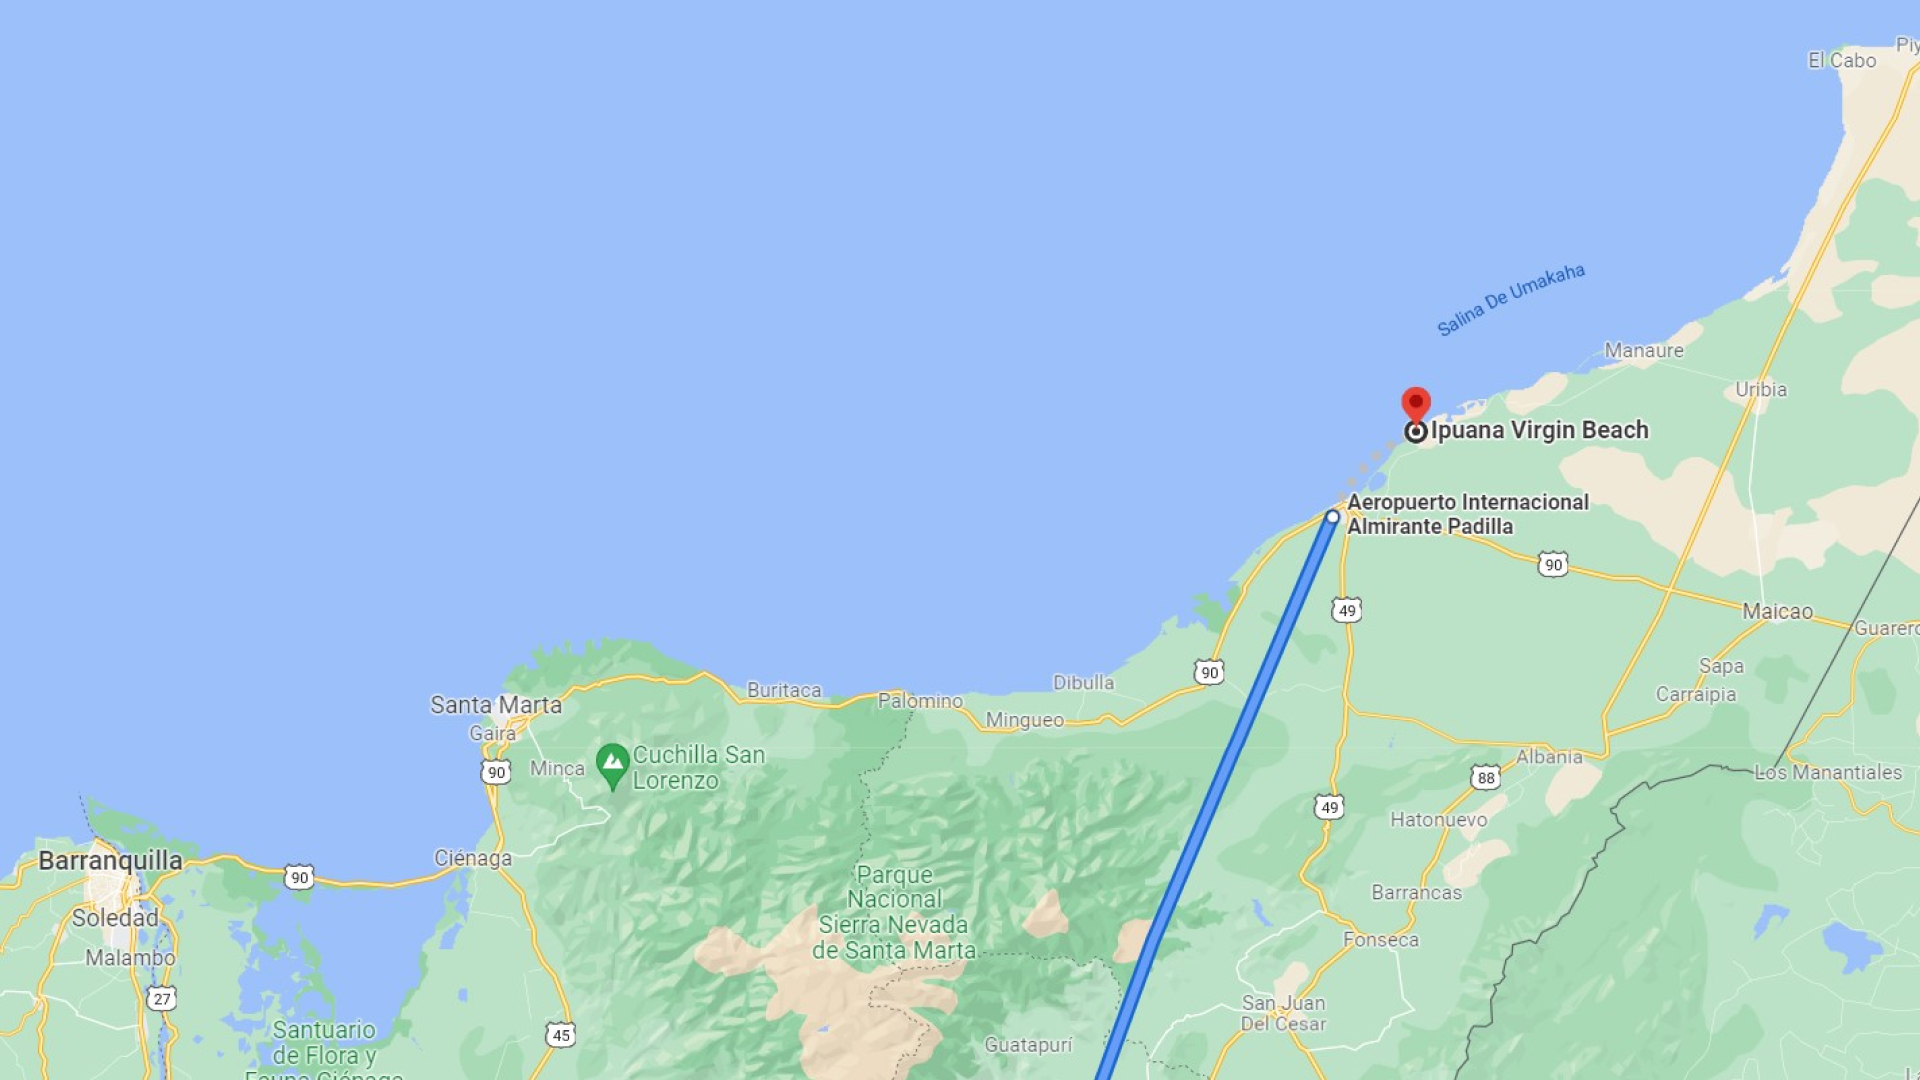 El Cabo
Salina De Umakaha
Manaure
Uribia
Ipuana Virgin Beach
Aeropuerto Internacional
Almirante Padilla
90
49
Maicao
Guarero
Sapa
Carraipia
90
Dibulla
Buritaca
Palomino
Mingueo
Santa Marta
Gaira
Cuchilla San
Lorenzo
Minca
90
Albania
Los Manantiales
88
49
Hatonuevo
Barranquilla
Ciénaga
90
Parque
Nacional
Sierra Nevada
de Santa Marta
Barrancas
Soledad
Fonseca
Malambo
27
San Juan
Del Cesar
Santuario
de Flora y
Fauna Ciénaga
45
Guatapurí